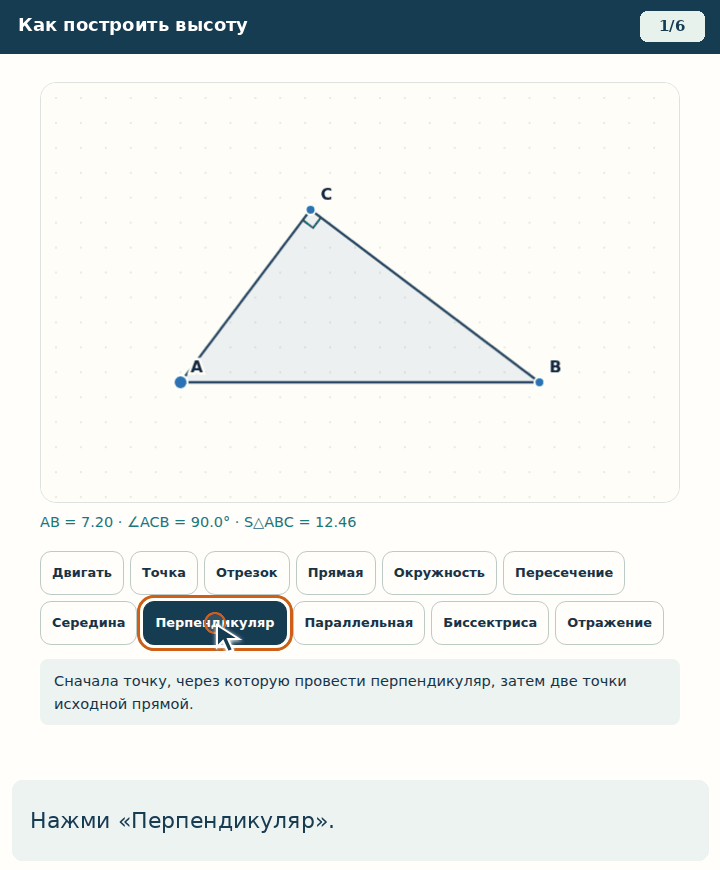 Как построить высоту
1/6
C
A
B
AB = 7.20 · ∠ACB = 90.0° · S△ABC = 12.46
Двигать
Точка
Отрезок
Прямая
Окружность
Пересечение
Середина
Перпендикуляр
Параллельная
Биссектриса
Отражение
Сначала точку, через которую провести перпендикуляр, затем две точки
исходной прямой.
Нажми «Перпендикуляр».